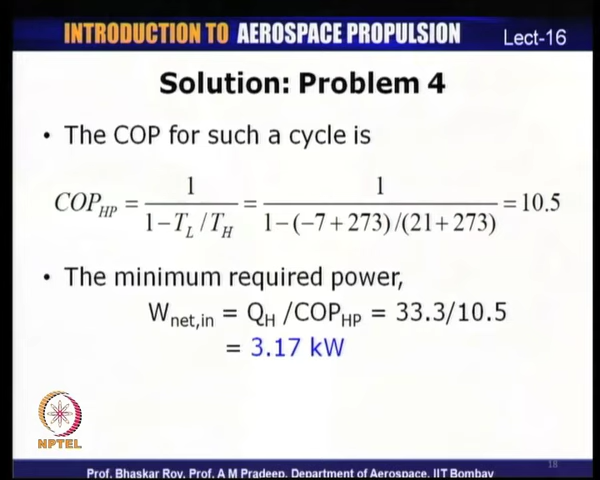 INTRODUCTION TO AEROSPACE PROPULSION
Lect-16
Solution: Problem 4
• The COP for such a cycle is
COP_HP = 1 / (1 − T_L / T_H) = 1 / (1 − (−7 + 273)/(21 + 273)) = 10.5
• The minimum required power,
W_net,in = Q_H /COP_HP = 33.3/10.5
= 3.17 kW
NPTEL
18
Prof. Bhaskar Roy, Prof. A M Pradeep, Department of Aerospace, IIT Bombay